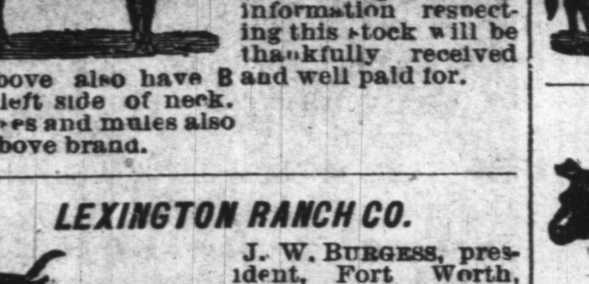 information respect-
ing this stock will be
thankfully received
bove also have B and well paid for.
left side of neck.
es and mules also
bove brand.
LEXINGTON RANCH CO.
J. W. BURGESS, pres-
ident, Fort Worth,